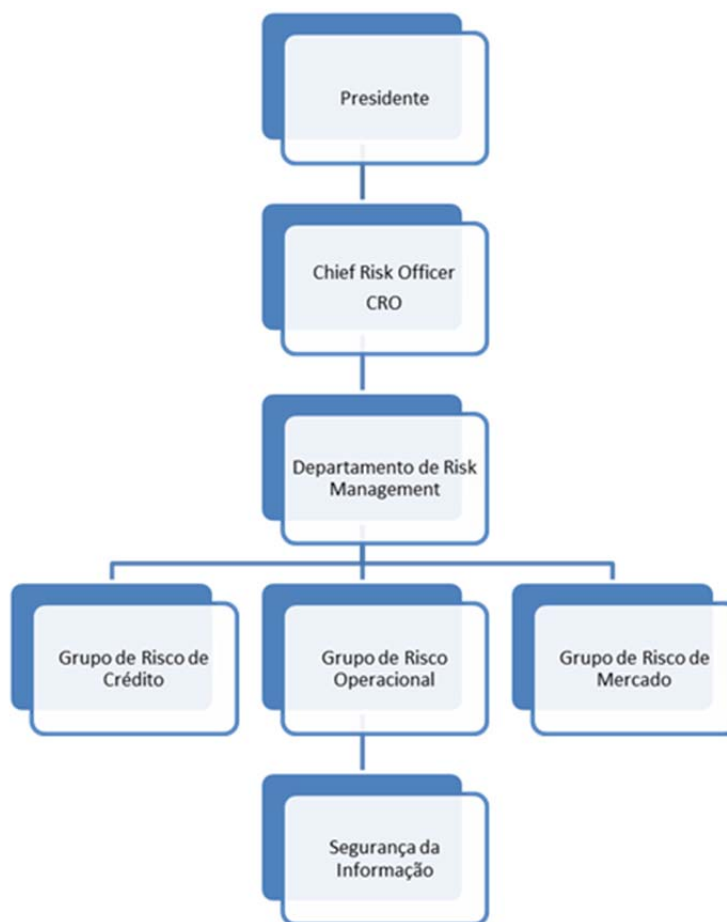 Presidente
Chief Risk Officer
CRO
Departamento de Risk
Management
Grupo de Risco de
Crédito
Grupo de Risco
Operacional
Grupo de Risco de
Mercado
Segurança da
Informação